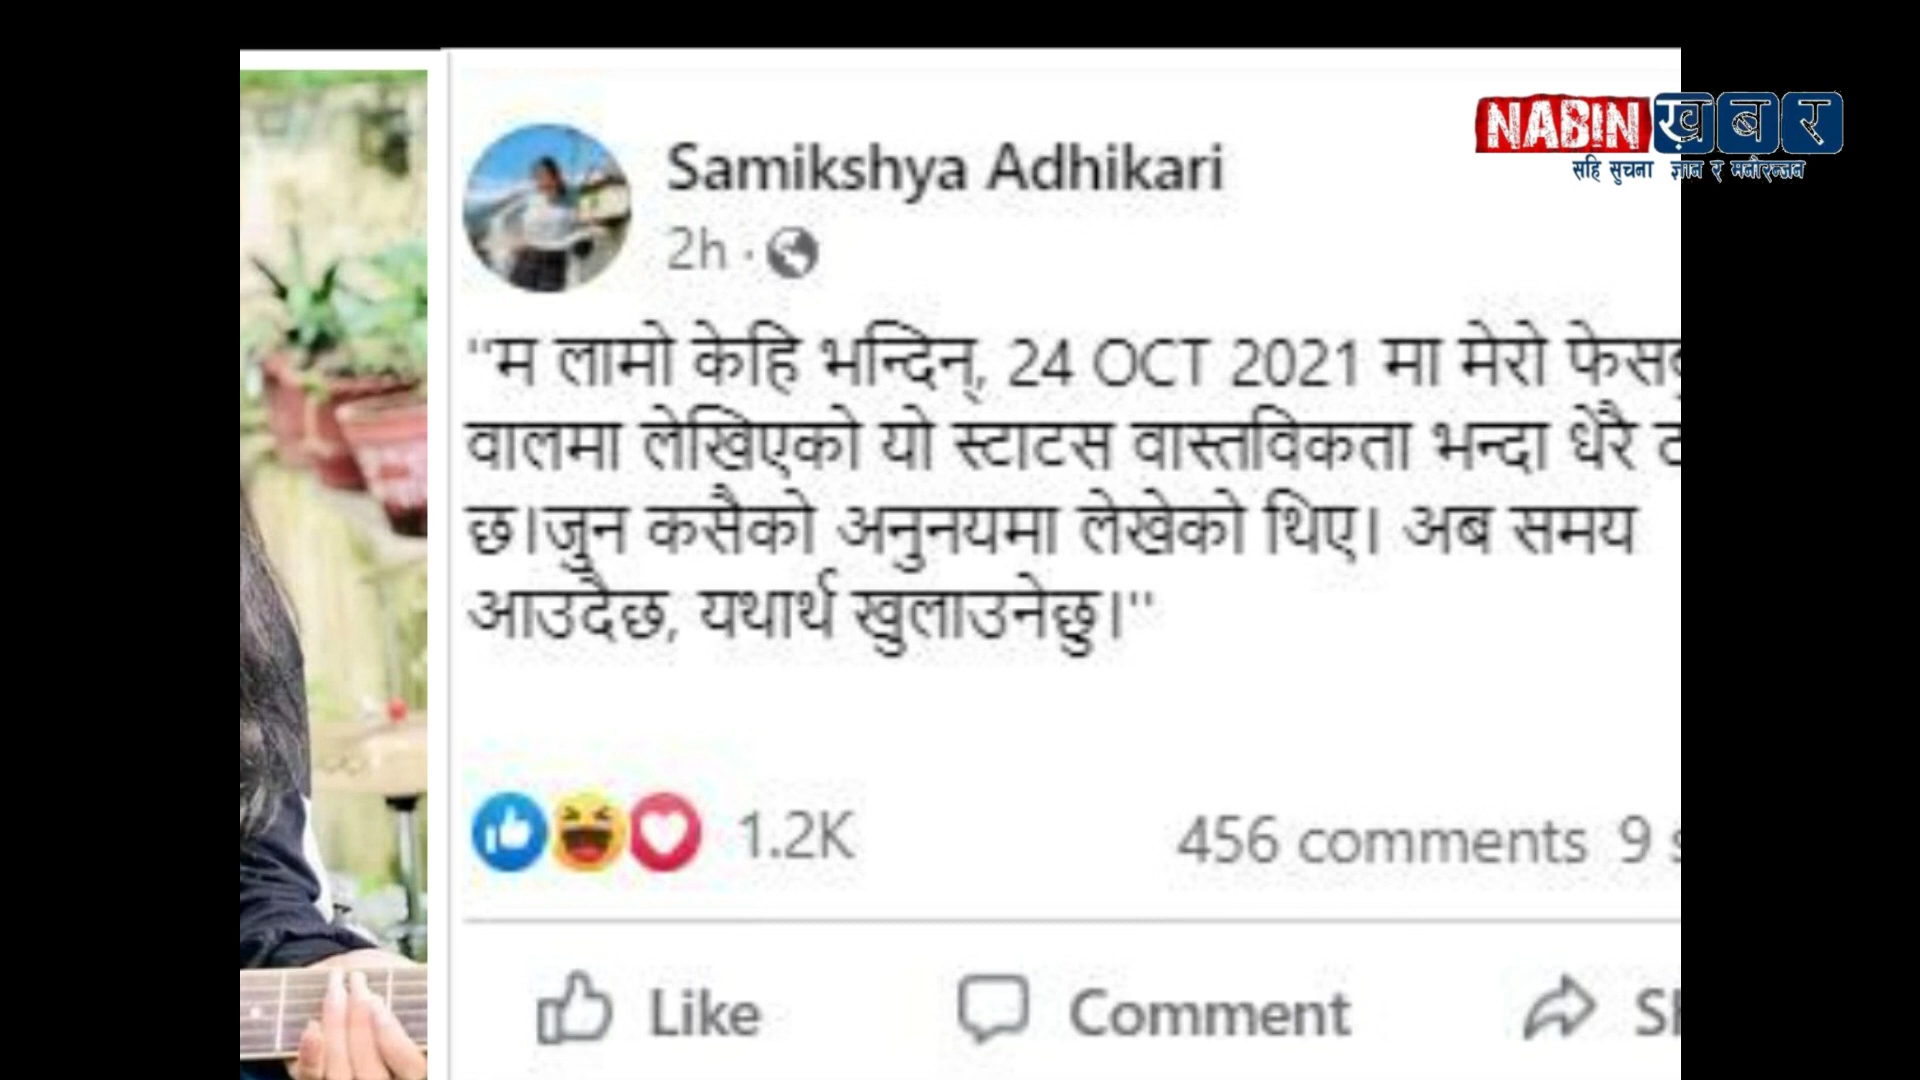 NABIN ख़बर
सहि सुचना ज्ञान र मनोरन्जन
Samikshya Adhikari
2h ·
"म लामो केहि भन्दिन्, 24 OCT 2021 मा मेरो
वालमा लेखिएको यो स्टाटस वास्तविकता भन्दा धेरै
छ।जुन कसैको अनुनयमा लेखेको थिए। अब समय
आउदैछ, यथार्थ खुलाउनेछु।"
1.2K 456 comments 9
Like Comment